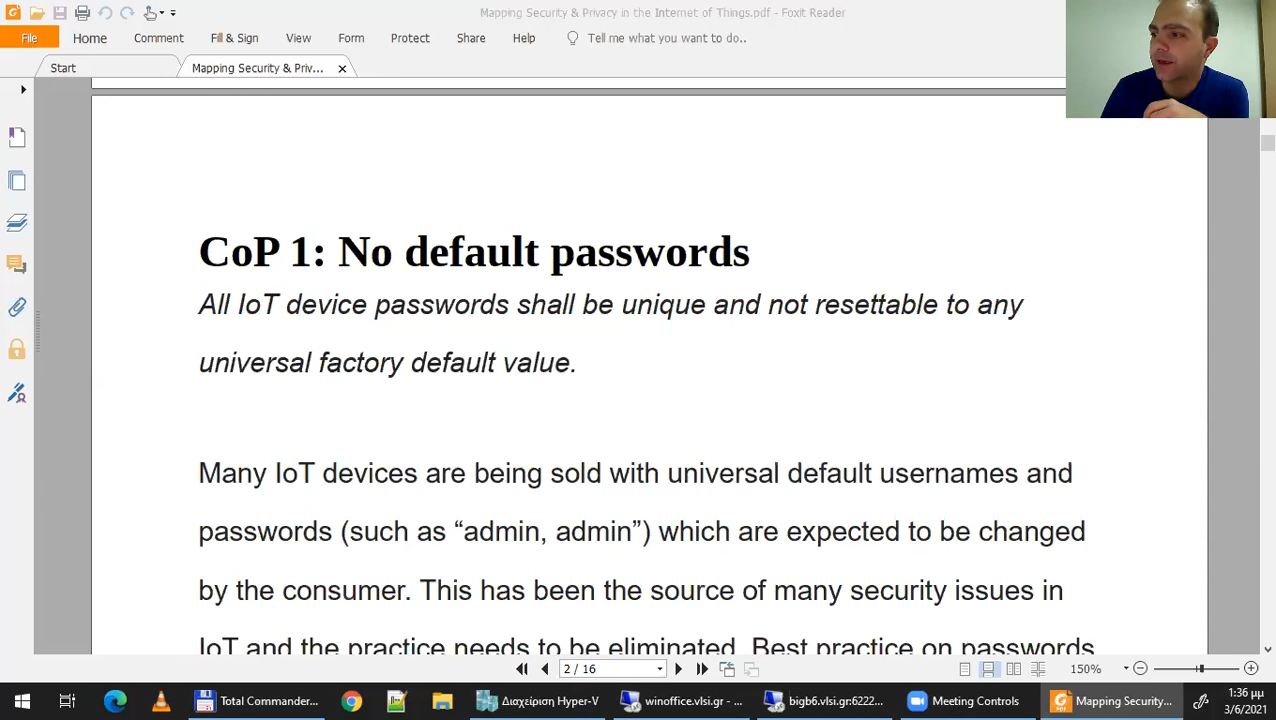 Mapping Security & Privacy in the Internet of Things.pdf - Foxit Reader
File Home Comment Fill & Sign View Form Protect Share Help Tell me what you want to do..
Start Mapping Security & Priv...
CoP 1: No default passwords
All IoT device passwords shall be unique and not resettable to any
universal factory default value.
Many IoT devices are being sold with universal default usernames and
passwords (such as “admin, admin”) which are expected to be changed
by the consumer. This has been the source of many security issues in
IoT and the practice needs to be eliminated. Best practice on passwords
2 / 16 150%
Total Commander... Διαχείριση Hyper-V winoffice.vlsi.gr - ... bigb6.vlsi.gr:6222... Meeting Controls Mapping Security... 1:36 μμ
3/6/2021